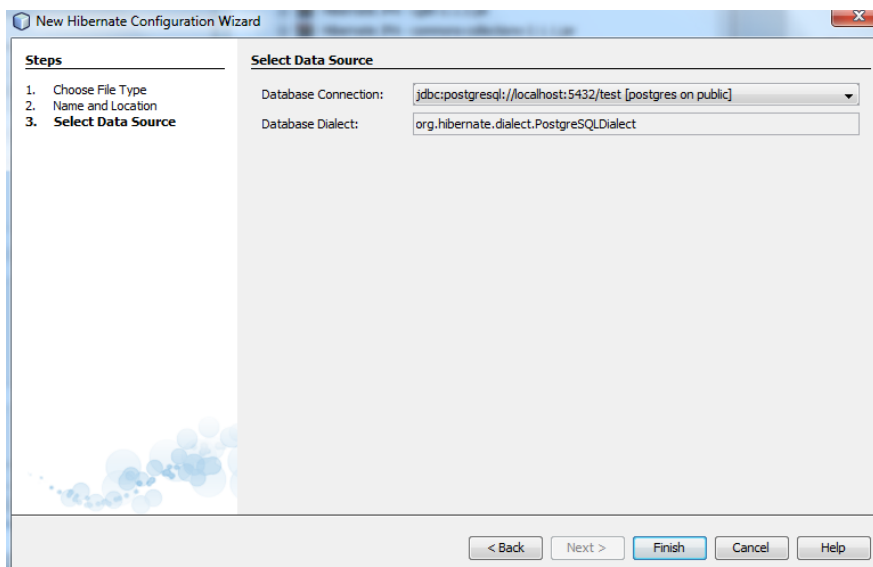 New Hibernate Configuration Wizard
Steps
1. Choose File Type
2. Name and Location
3. Select Data Source
Select Data Source
Database Connection: jdbc:postgresql://localhost:5432/test [postgres on public]
Database Dialect: org.hibernate.dialect.PostgreSQLDialect
< Back Next > Finish Cancel Help